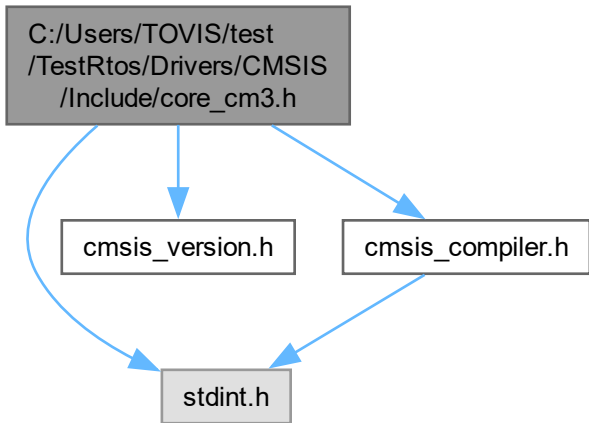 C:/Users/TOVIS/test
/TestRtos/Drivers/CMSIS
/Include/core_cm3.h
cmsis_version.h
cmsis_compiler.h
stdint.h